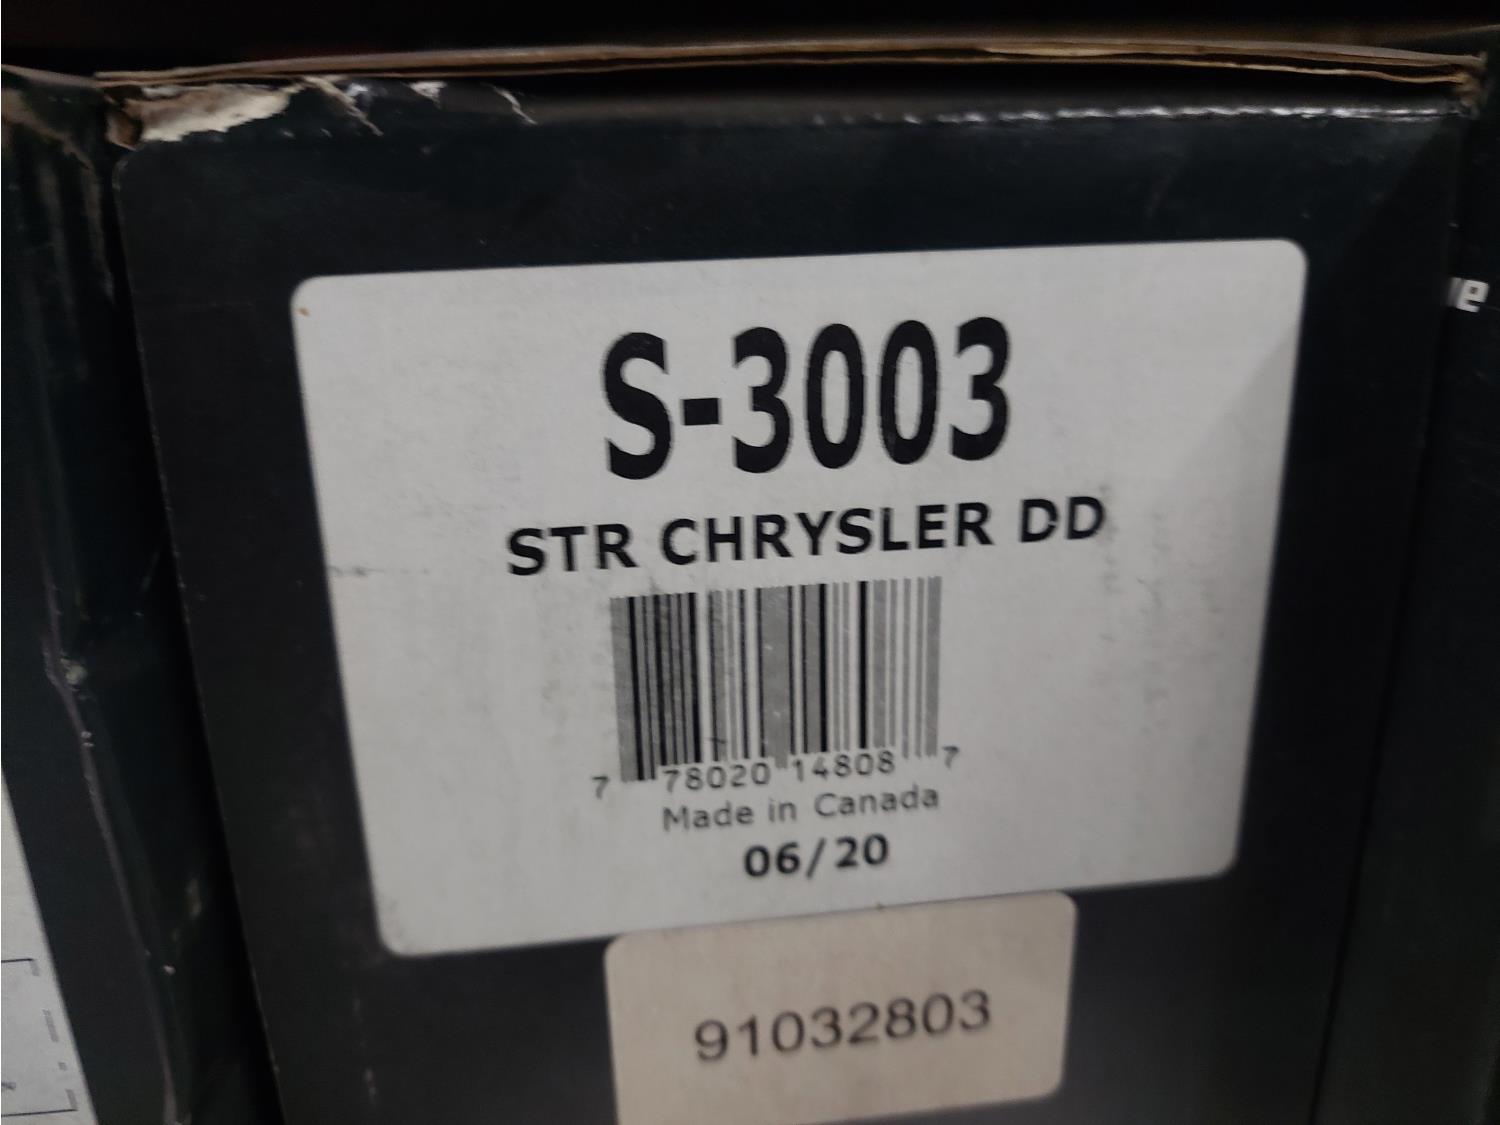 S-3003
STR CHRYSLER DD
7 78020 14808 7
Made in Canada
06/20
91032803